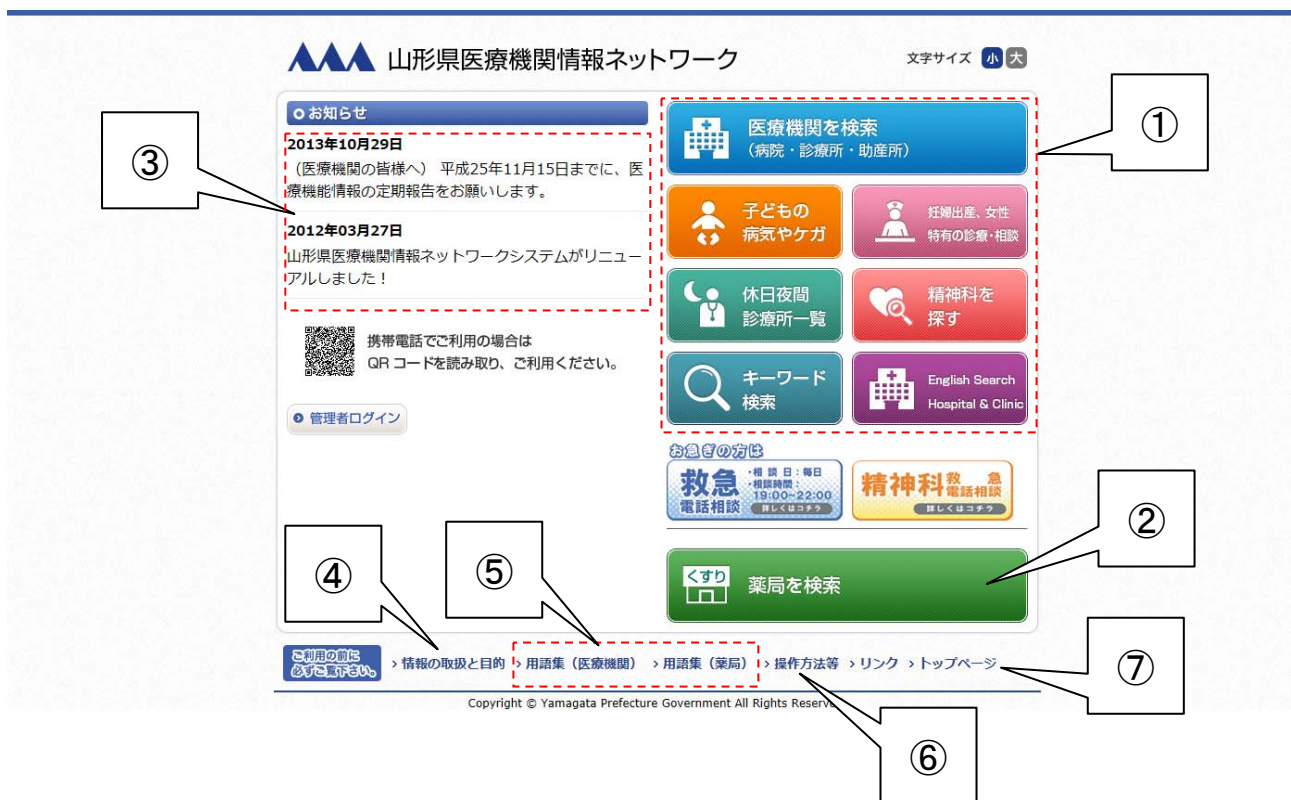 山形県医療機関情報ネットワーク
文字サイズ 小 大
お知らせ
2013年10月29日
（医療機関の皆様へ） 平成25年11月15日までに、医
療機能情報の定期報告をお願いします。
2012年03月27日
山形県医療機関情報ネットワークシステムがリニュー
アルしました！
携帯電話でご利用の場合は
QRコードを読み取り、ご利用ください。
管理者ログイン
③
医療機関を検索
（病院・診療所・助産所）
①
子どもの
病気やケガ
妊婦出産、女性
特有の診療・相談
休日夜間
診療所一覧
精神科を
探す
キーワード
検索
English Search
Hospital & Clinic
お急ぎの方は
救急
電話相談
・相談日：毎日
・相談時間：
19:00~22:00
詳しくはコチラ
精神科救急
電話相談
詳しくはコチラ
②
くすり
薬局を検索
④
⑤
ご利用の前に
必ずご覧下さい。
› 情報の取扱と目的 › 用語集（医療機関） › 用語集（薬局） › 操作方法等 › リンク › トップページ
⑦
Copyright © Yamagata Prefecture Government All Rights Reserve
⑥